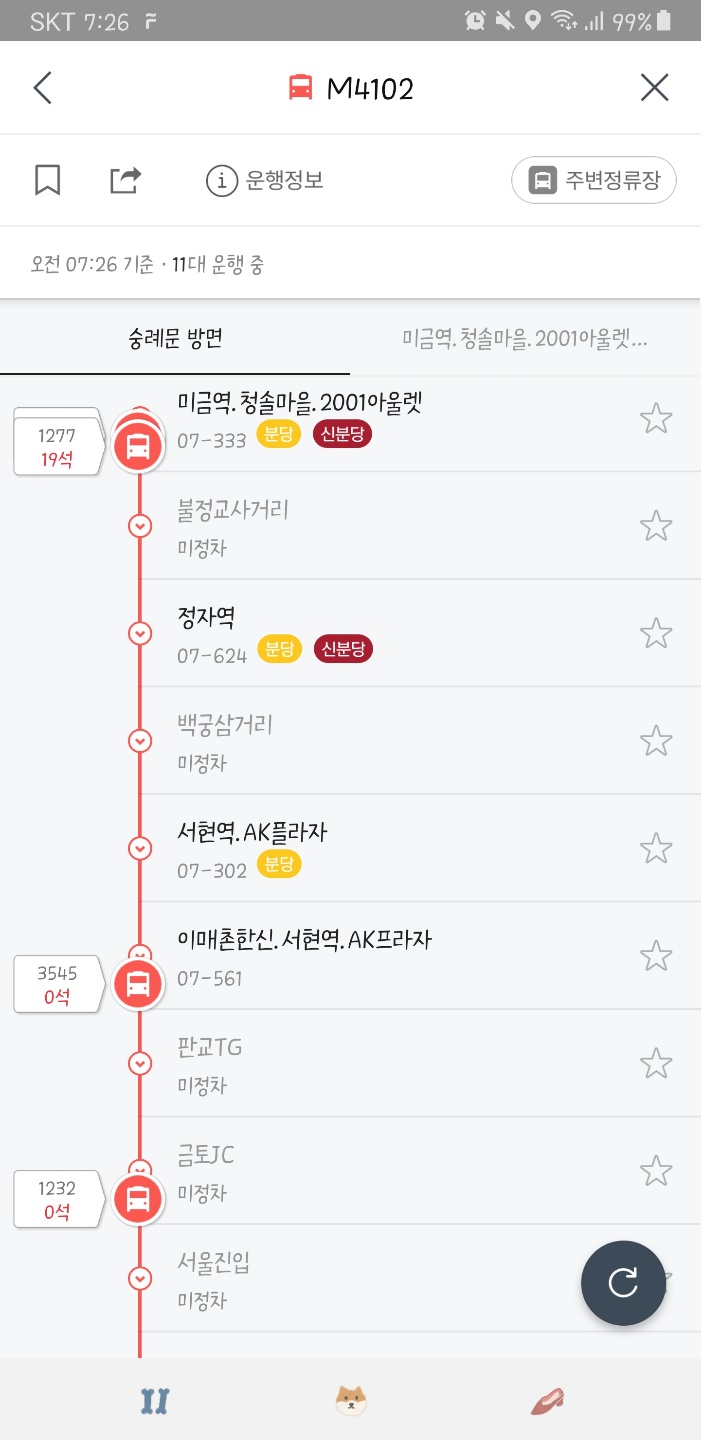 SKT 7:26 99%
M4102
운행정보 주변정류장
오전 07:26 기준 · 11대 운행 중
숭례문 방면 미금역.청솔마을.2001아울렛...
미금역.청솔마을.2001아울렛
1277
19석
07-333 분당 신분당
불정교사거리
미정차
정자역
07-624 분당 신분당
백궁삼거리
미정차
서현역.AK플라자
07-302 분당
이매촌한신.서현역.AK프라자
3545
0석
07-561
판교TG
미정차
금토JC
1232
0석
미정차
서울진입
미정차